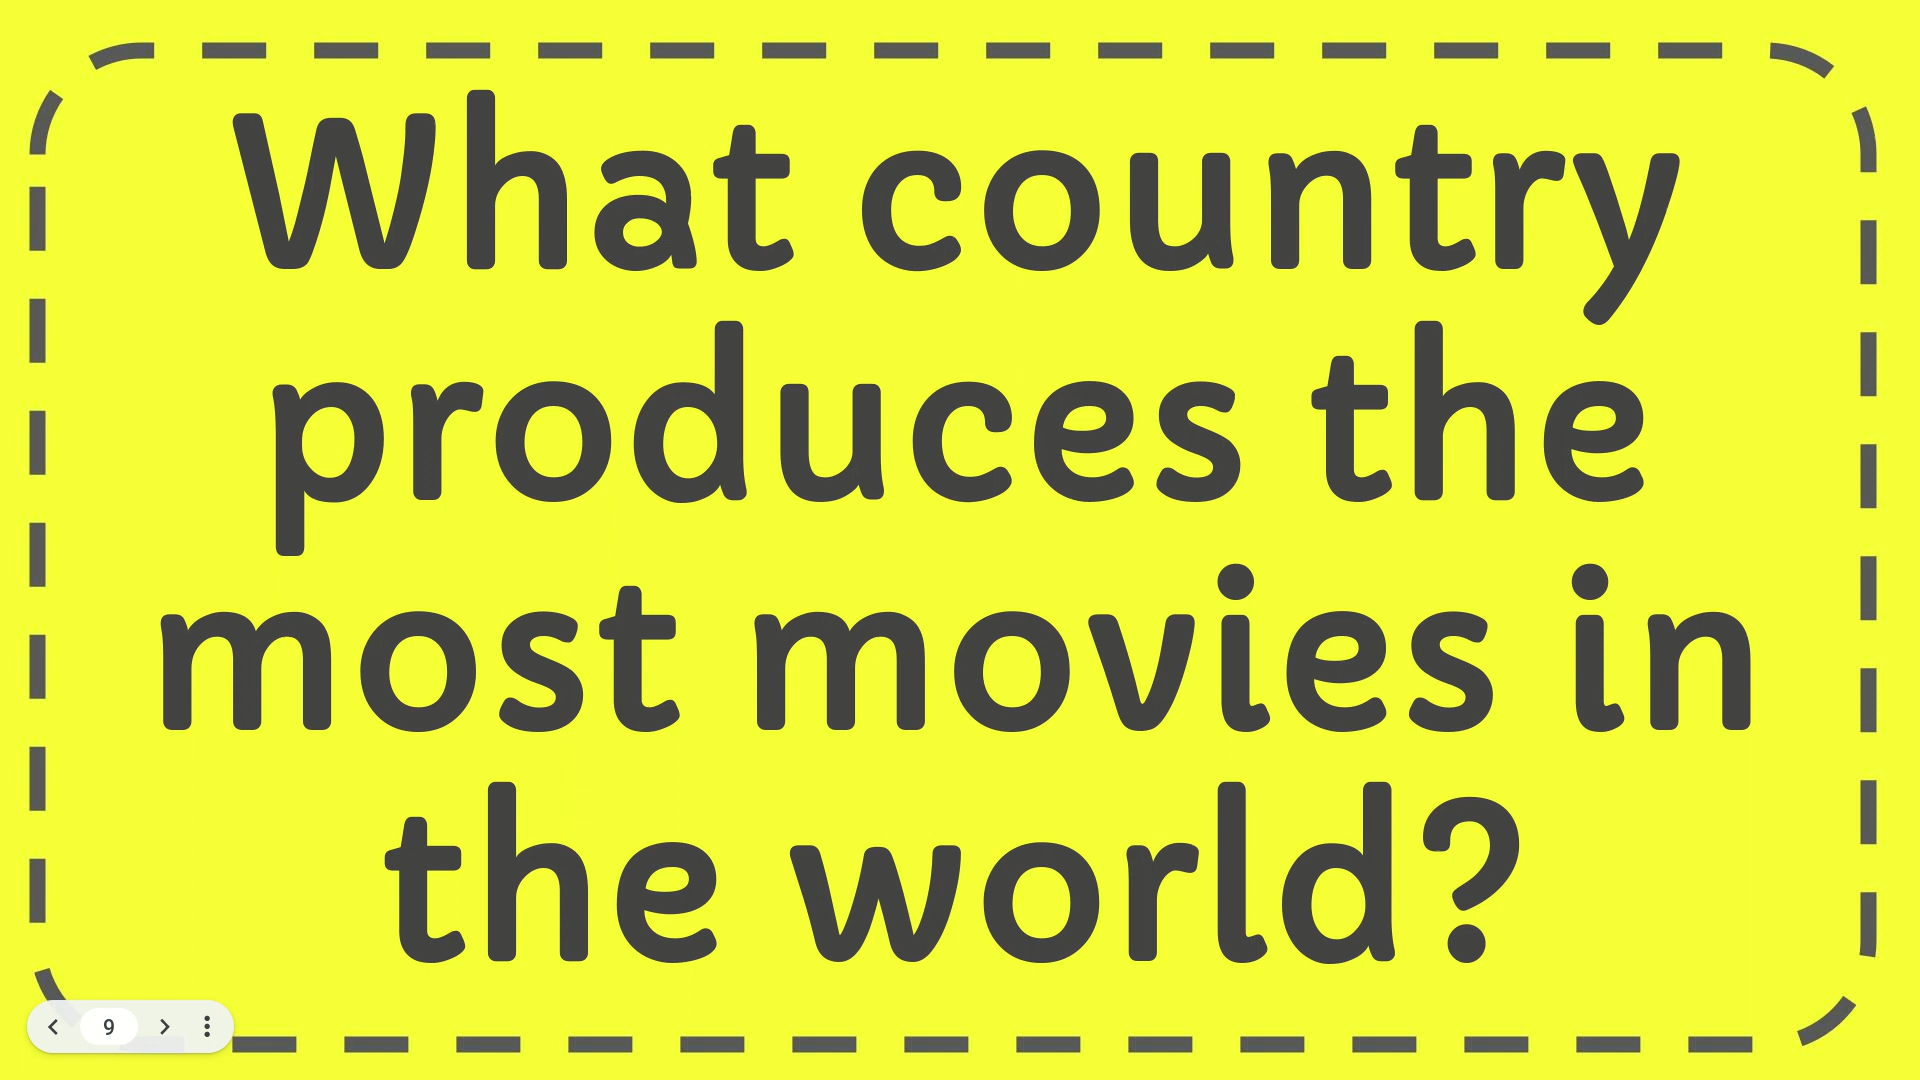 What country
produces the
most movies in
the world?
9